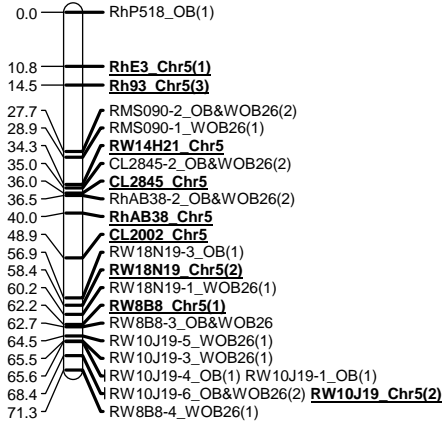 0.0 RhP518_OB(1)
10.8 RhE3_Chr5(1)
14.5 Rh93_Chr5(3)
27.7 RMS090-2_OB&WOB26(2)
28.9 RMS090-1_WOB26(1)
34.3 RW14H21_Chr5
35.0 CL2845-2_OB&WOB26(2)
36.0 CL2845_Chr5
36.5 RhAB38-2_OB&WOB26(2)
40.0 RhAB38_Chr5
48.9 CL2002_Chr5
56.9 RW18N19-3_OB(1)
58.4 RW18N19_Chr5(2)
60.2 RW18N19-1_WOB26(1)
62.2 RW8B8_Chr5(1)
62.7 RW8B8-3_OB&WOB26
64.5 RW10J19-5_WOB26(1)
65.5 RW10J19-3_WOB26(1)
65.6 RW10J19-4_OB(1) RW10J19-1_OB(1)
68.4 RW10J19-6_OB&WOB26(2) RW10J19_Chr5(2)
71.3 RW8B8-4_WOB26(1)